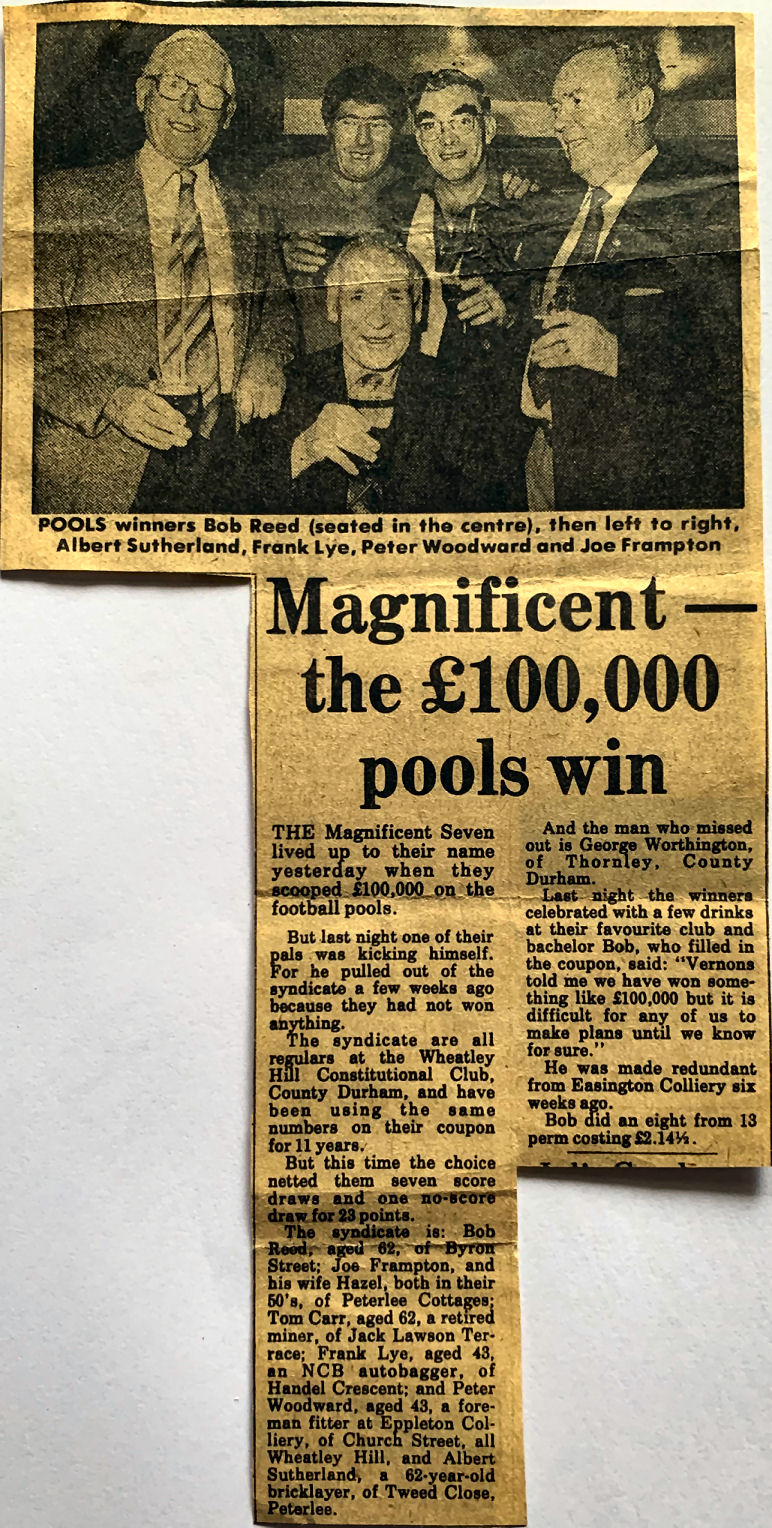 POOLS winners Bob Reed (seated in the centre), then left to right,
Albert Sutherland, Frank Lye, Peter Woodward and Joe Frampton
Magnificent —
the £100,000
pools win
THE Magnificent Seven
lived up to their name
yesterday when they
scooped £100,000 on the
football pools.
But last night one of their
pals was kicking himself.
For he pulled out of the
syndicate a few weeks ago
because they had not won
anything.
The syndicate are all
regulars at the Wheatley
Hill Constitutional Club,
County Durham, and have
been using the same
numbers on their coupon
for 11 years.
But this time the choice
netted them seven score
draws and one no-score
draw for 23 points.
The syndicate is: Bob
Reed, aged 62, of Byron
Street; Joe Frampton, and
his wife Hazel, both in their
50's, of Peterlee Cottages;
Tom Carr, aged 62, a retired
miner, of Jack Lawson Ter-
race; Frank Lye, aged 43,
an NCB autobagger, of
Handel Crescent; and Peter
Woodward, aged 43, a fore-
man fitter at Eppleton Col-
liery, of Church Street, all
Wheatley Hill, and Albert
Sutherland, a 62-year-old
bricklayer, of Tweed Close,
Peterlee.
And the man who missed
out is George Worthington,
of Thornley, County
Durham.
Last night the winners
celebrated with a few drinks
at their favourite club and
bachelor Bob, who filled in
the coupon, said: "Vernons
told me we have won some-
thing like £100,000 but it is
difficult for any of us to
make plans until we know
for sure."
He was made redundant
from Easington Colliery six
weeks ago.
Bob did an eight from 13
perm costing £2.14½.